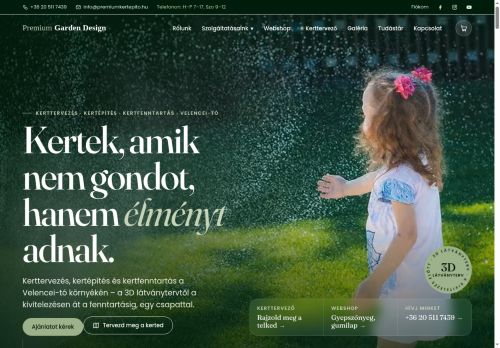 +36 20 511 7439 info@premiumkertepito.hu Telefonon: H–P 7–17, Szo 9–12 Fiókom
Premium Garden Design Rólunk Szolgáltatásaink Webshop Kerttervező Galéria Tudástár Kapcsolat
KERTTERVEZÉS · KERTÉPÍTÉS · KERTFENNTARTÁS · VELENCEI-TÓ
Kertek, amik
nem gondot,
hanem élményt
adnak.
Kerttervezés, kertépítés és kertfenntartás a
Velencei-tó környékén – a 3D látványtervtől a
kivitelezésen át a fenntartásig, egy csapattal.
Ajánlatot kérek Tervezd meg a kerted
3D
LÁTVÁNYTERV
KERTTERVEZŐ WEBSHOP HÍVJ MINKET
Rajzold meg a telked → Gyepszőnyeg, gumilap → +36 20 511 7439 →